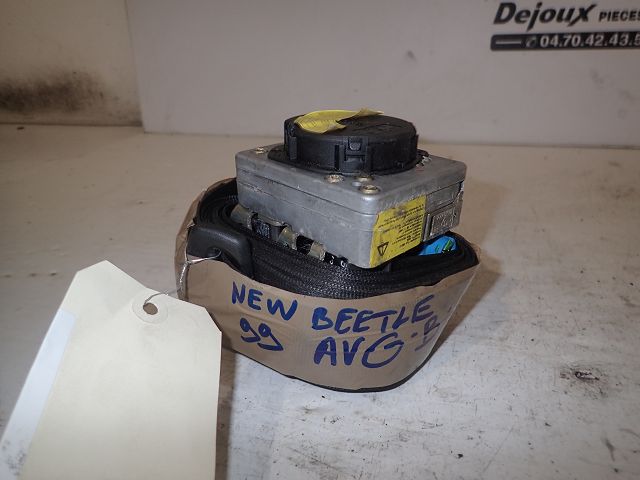 Dejoux PIECES
04.70.42.43.5
NEW BEETLE
99 AVG